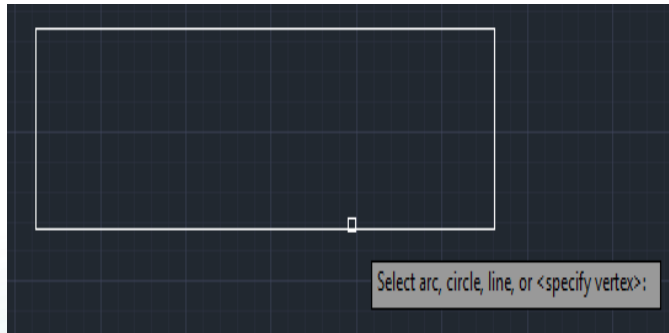 Select arc, circle, line, or <specify vertex>: